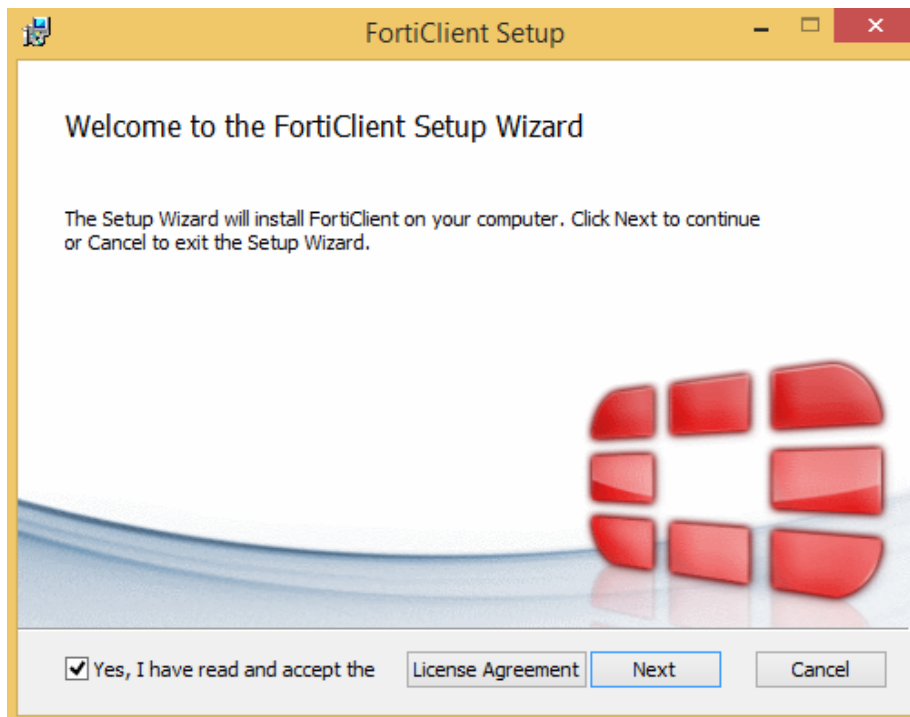 FortiClient Setup
Welcome to the FortiClient Setup Wizard
The Setup Wizard will install FortiClient on your computer. Click Next to continue
or Cancel to exit the Setup Wizard.
Yes, I have read and accept the License Agreement Next Cancel